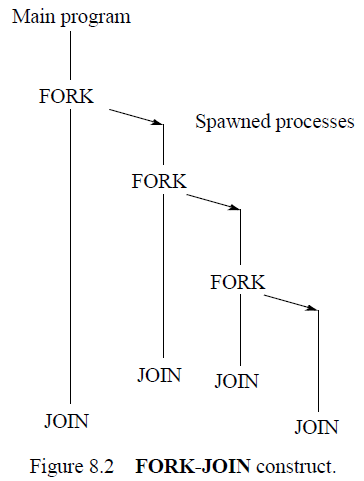 Main program
FORK
Spawned processes
FORK
FORK
JOIN
JOIN
JOIN
JOIN
Figure 8.2 FORK-JOIN construct.